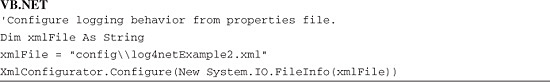 VB.NET
'Configure logging behavior from properties file.
Dim xmlFile As String
xmlFile = "config\\log4netExample2.xml"
XmlConfigurator.Configure(New System.IO.FileInfo(xmlFile))